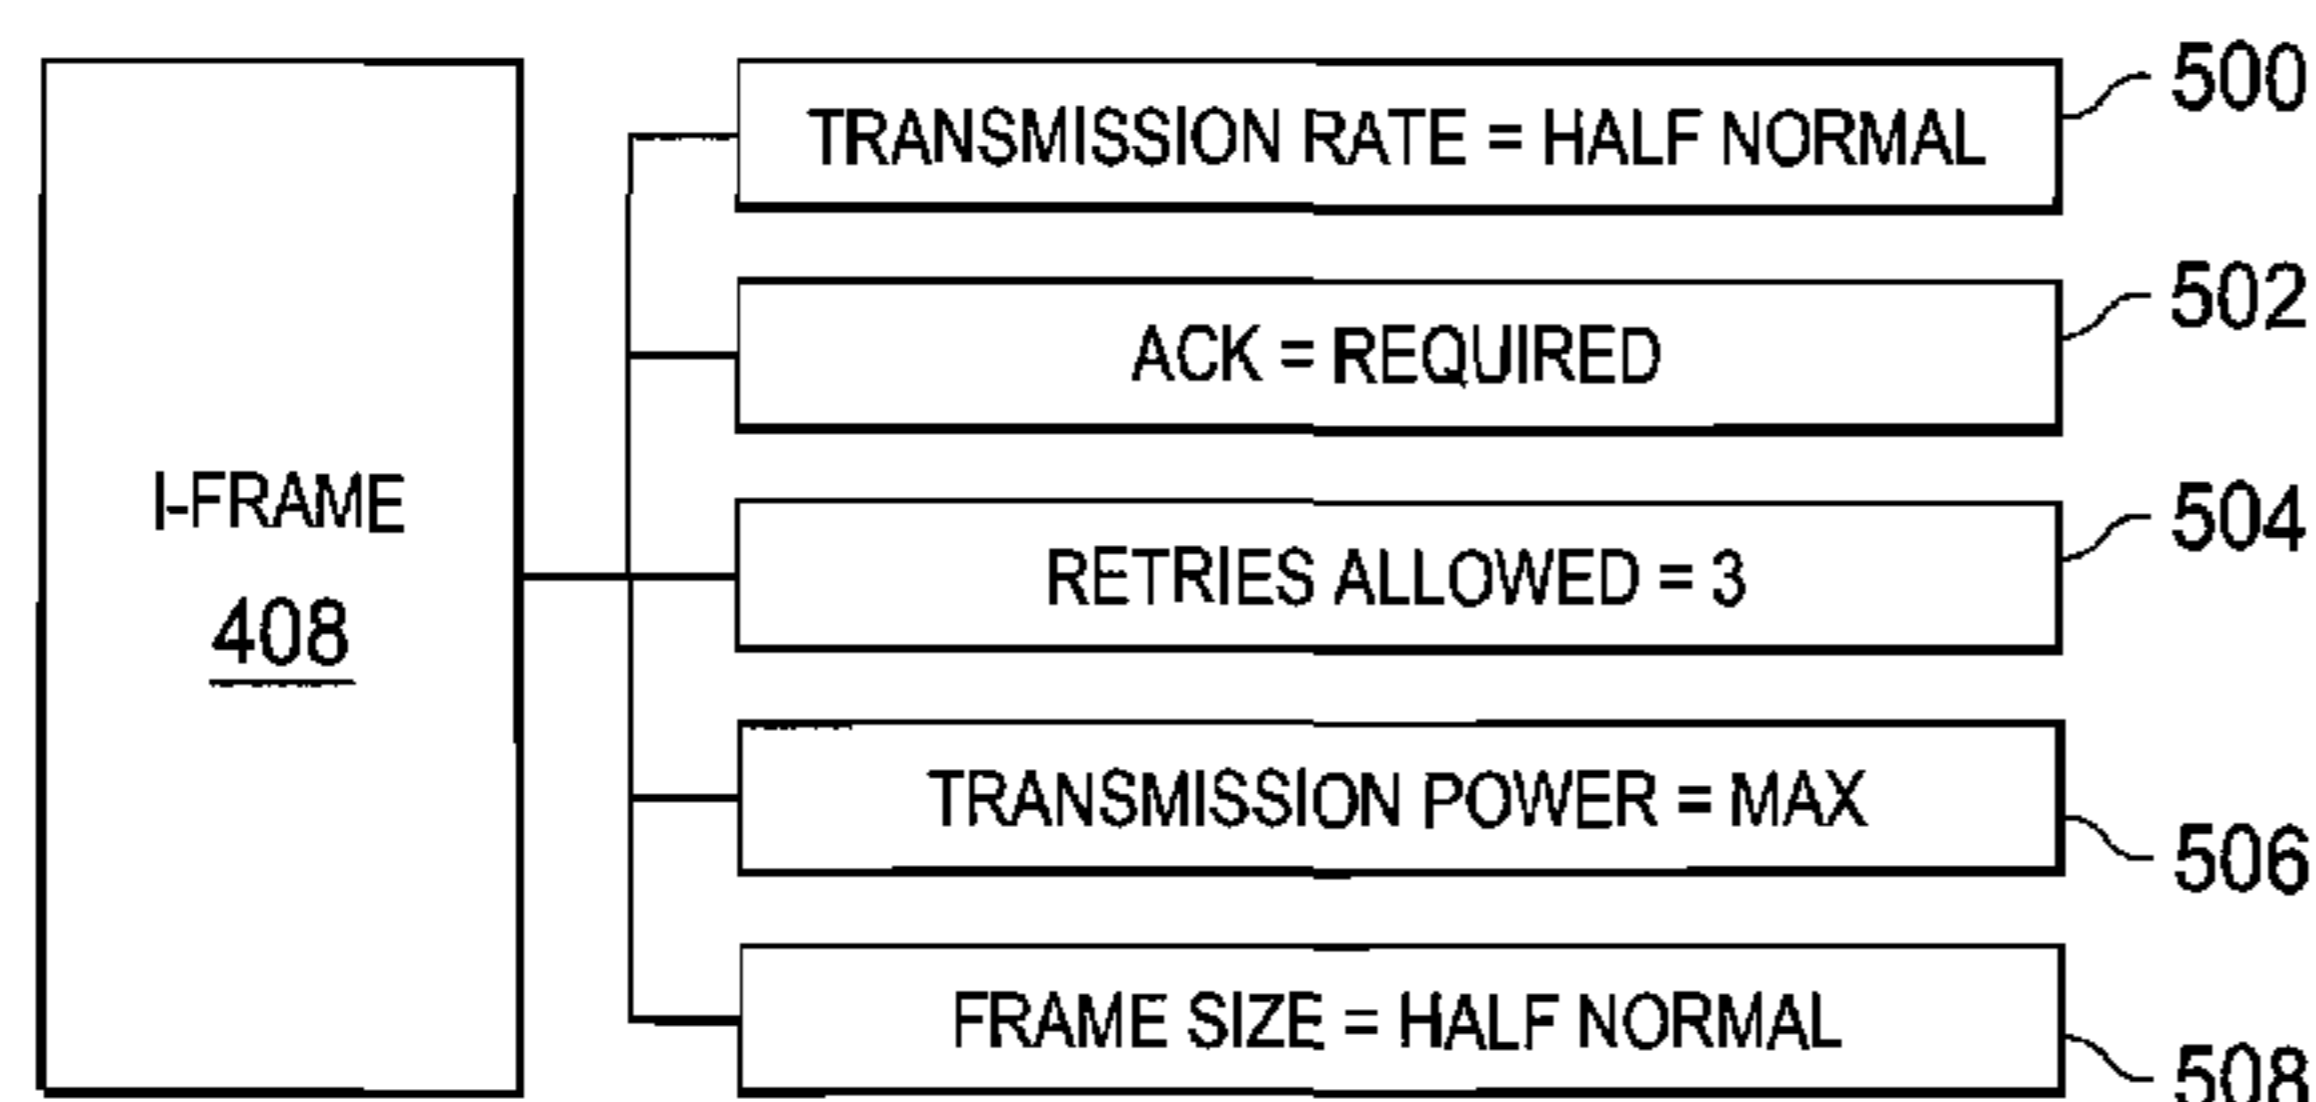 I-FRAME
408
TRANSMISSION RATE = HALF NORMAL
500
ACK = REQUIRED
502
RETRIES ALLOWED = 3
504
TRANSMISSION POWER = MAX
506
FRAME SIZE = HALF NORMAL
508